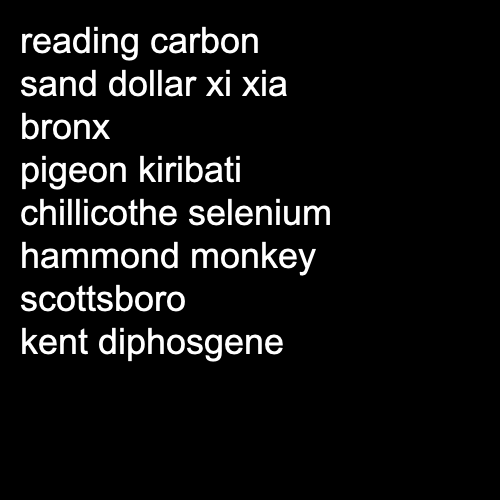 reading carbon
sand dollar xi xia
bronx
pigeon kiribati
chillicothe selenium
hammond monkey
scottsboro
kent diphosgene